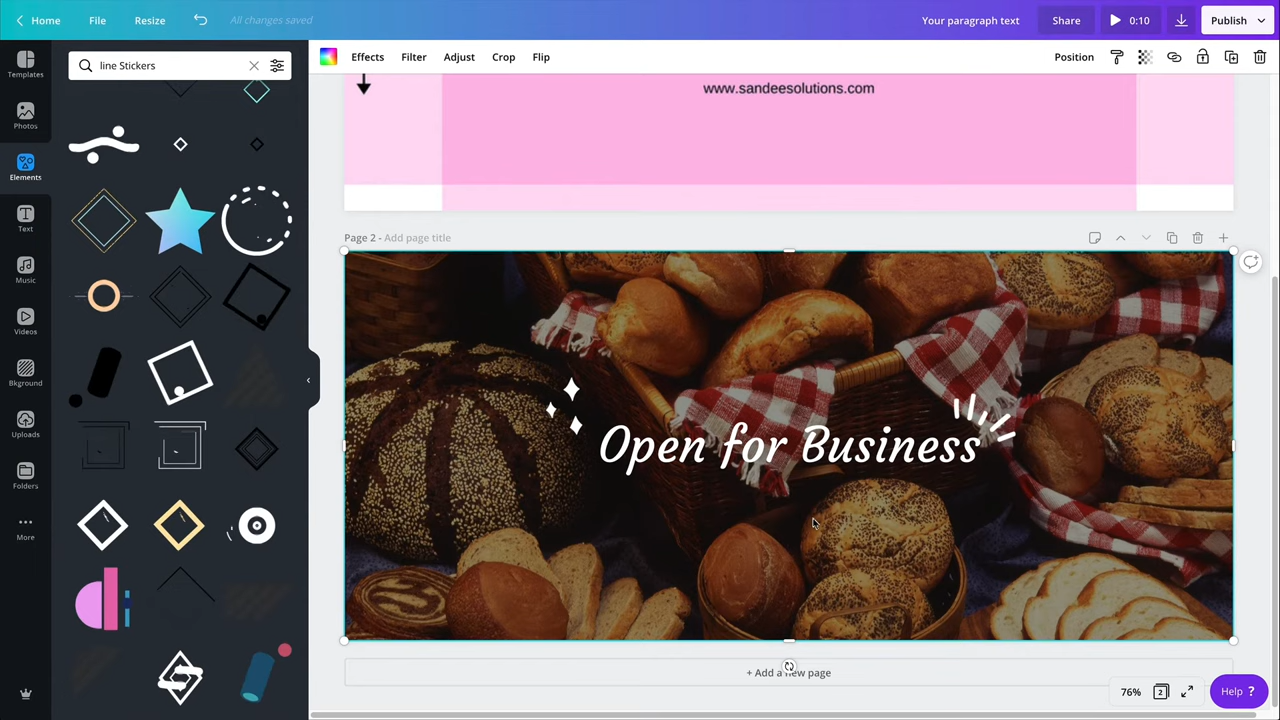 Home
File
Resize
All changes saved
Your paragraph text
Share
0:10
Publish
Templates
Photos
Elements
Text
Music
Videos
Bkground
Uploads
Folders
More
line Stickers
Effects
Filter
Adjust
Crop
Flip
Position
www.sandeesolutions.com
Page 2 - Add page title
Open for Business
+ Add a new page
76%
2
Help ?